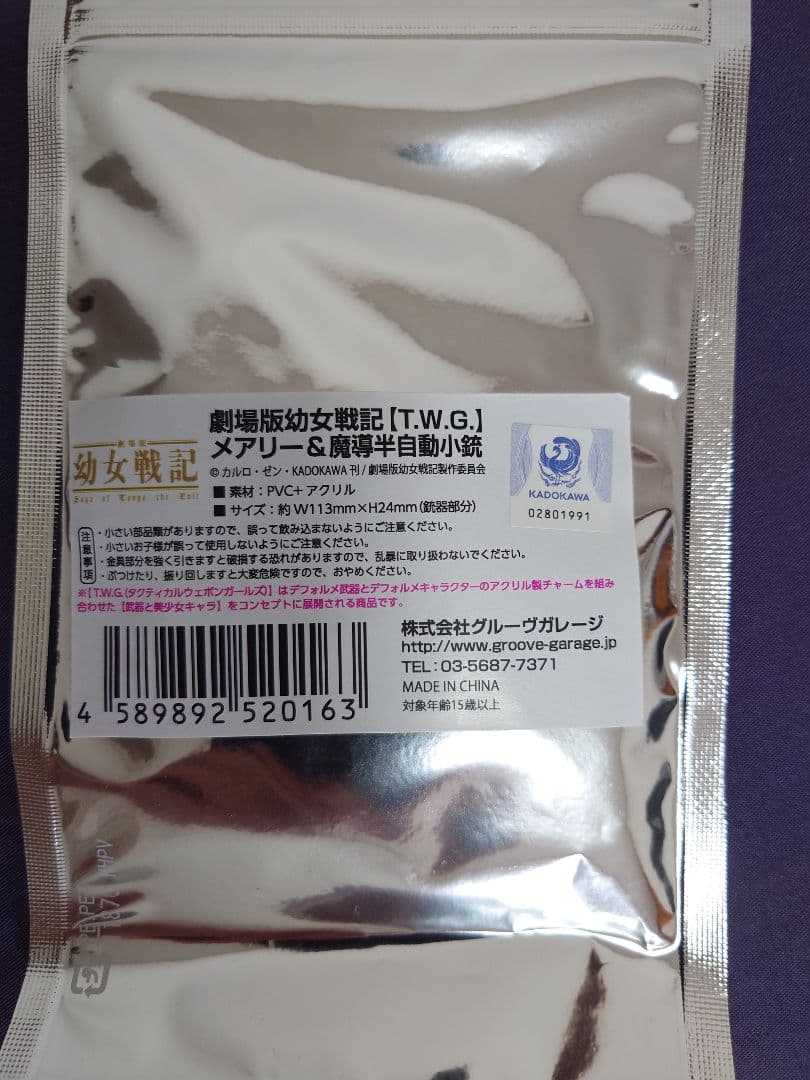 劇場版幼女戦記【T.W.G.】
メアリー&魔導半自動小銃
劇場版
幼女戦記
Saga of Tanya the Evil
©カルロ・ゼン・KADOKAWA刊/劇場版幼女戦記製作委員会
■素材:PVC+アクリル
■サイズ:約W113mm×H24mm(銃器部分)
KADOKAWA
02801991
注意事項
・小さい部品類がありますので、誤って飲み込まないようにご注意ください。
・小さいお子様が誤って使用しないようにご注意ください。
・金具部分を強く引きますと破損する恐れがありますので、乱暴に取り扱わないでください。
・ぶつけたり、振り回しますと大変危険ですので、おやめください。
※【T.W.G.(タクティカルウェポンガールズ)】はデフォルメ武器とデフォルメキャラクターのアクリル製チャームを組み
合わせた【武器と美少女キャラ】をコンセプトに展開される商品です。
4 589892 520163
株式会社グルーヴガレージ
http://www.groove-garage.jp
TEL:03-5687-7371
MADE IN CHINA
対象年齢15歳以上